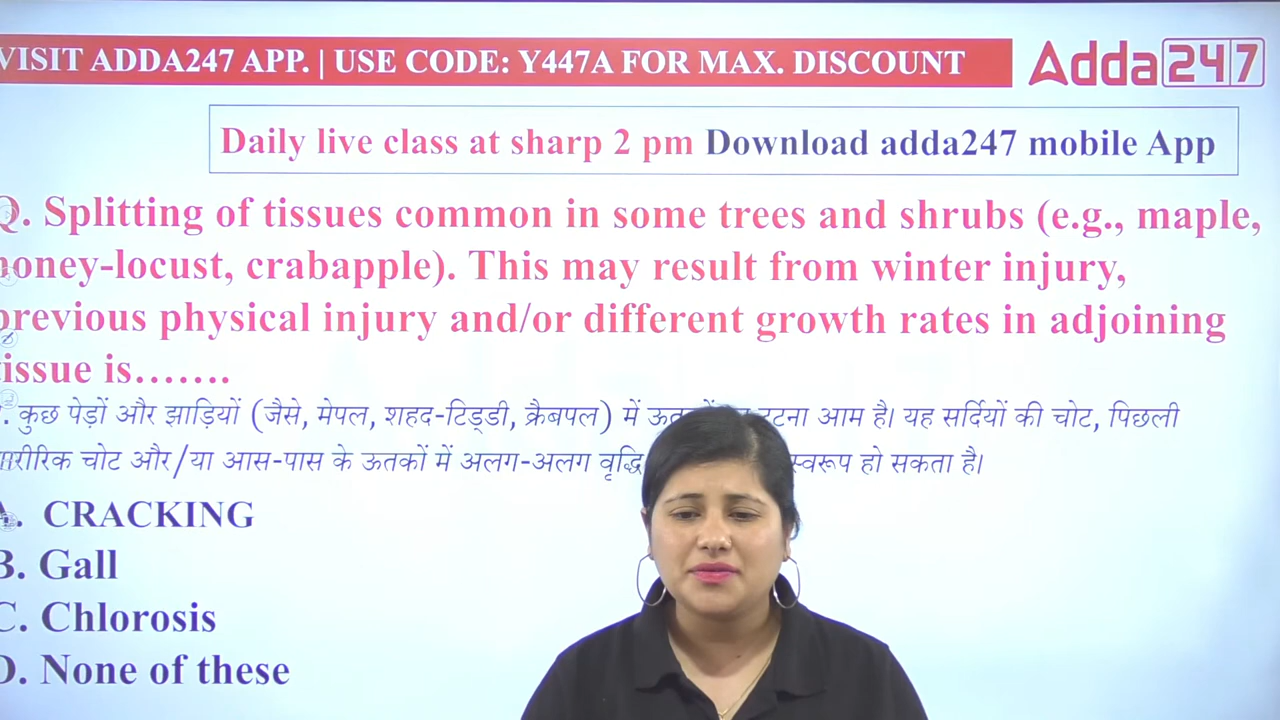 VISIT ADDA247 APP. | USE CODE: Y447A FOR MAX. DISCOUNT
Adda247
Daily live class at sharp 2 pm Download adda247 mobile App
Q. Splitting of tissues common in some trees and shrubs (e.g., maple,
honey-locust, crabapple). This may result from winter injury,
previous physical injury and/or different growth rates in adjoining
tissue is.......
कुछ पेड़ों और झाड़ियों (जैसे, मेपल, शहद-टिड्डी, क्रैबपल) में आम है। यह सर्दियों की चोट, पिछली
चोट और/या आस-पास के ऊतकों में अलग-अलग हो सकता है।
A. CRACKING
B. Gall
C. Chlorosis
D. None of these